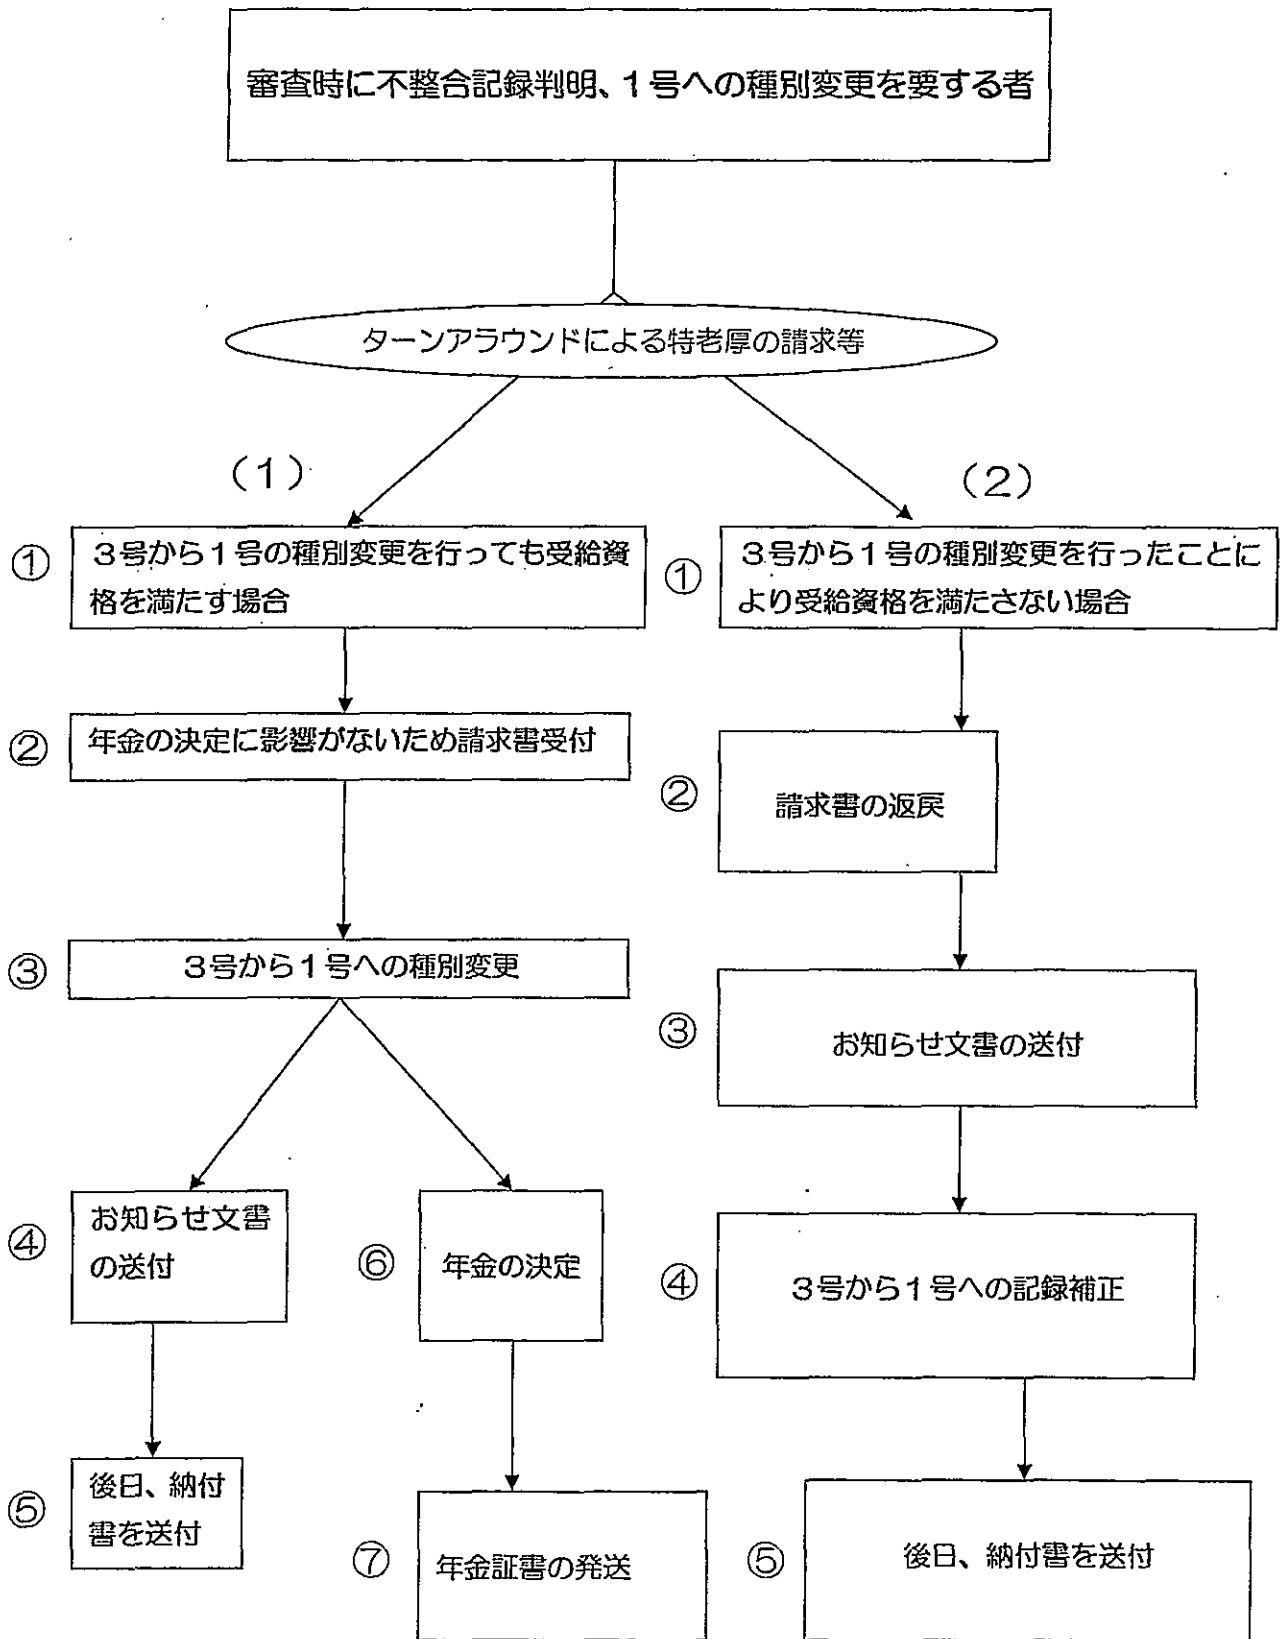 審査時に不整合記録判明、1号への種別変更を要する者
ターンアラウンドによる特老厚の請求等
(1)
① 3号から1号の種別変更を行っても受給資
格を満たす場合
② 年金の決定に影響がないため請求書受付
③ 3号から1号への種別変更
④ お知らせ文書
の送付
⑤ 後日、納付
書を送付
⑥ 年金の決定
⑦ 年金証書の発送
(2)
① 3号から1号の種別変更を行ったことに
より受給資格を満たさない場合
② 請求書の返戻
③ お知らせ文書の送付
④ 3号から1号への記録補正
⑤ 後日、納付書を送付